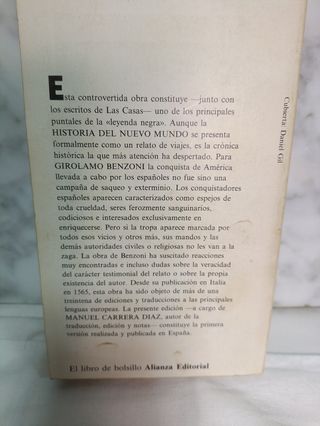 Esta controvertida obra constituye —junto con
los escritos de Las Casas— uno de los principales
puntales de la «leyenda negra». Aunque la
HISTORIA DEL NUEVO MUNDO se presenta
formalmente como un relato de viajes, es la crónica
histórica la que más atención ha despertado. Para
GIROLAMO BENZONI la conquista de América
llevada a cabo por los españoles no fue sino una
campaña de saqueo y exterminio. Los conquistadores
españoles aparecen caracterizados como espejos de
toda crueldad, seres ferozmente sanguinarios,
codiciosos e interesados exclusivamente en
enriquecerse. Pero si la tropa aparece marcada por
todos esos vicios y otros más, sus mandos y las
demás autoridades civiles o religiosas no les van a la
zaga. La obra de Benzoni ha suscitado reacciones
muy encontradas e incluso dudas sobre la veracidad
del carácter testimonial del relato o sobre la propia
existencia del autor. Desde su publicación en Italia
en 1565, esta obra ha sido objeto de más de una
treintena de ediciones y traducciones a las principales
lenguas europeas. La presente edición —a cargo de
MANUEL CARRERA DIAZ, autor de la
traducción, edición y notas— constituye la primera
versión realizada y publicada en España.
El libro de bolsillo Alianza Editorial
Cubierta: Daniel Gil